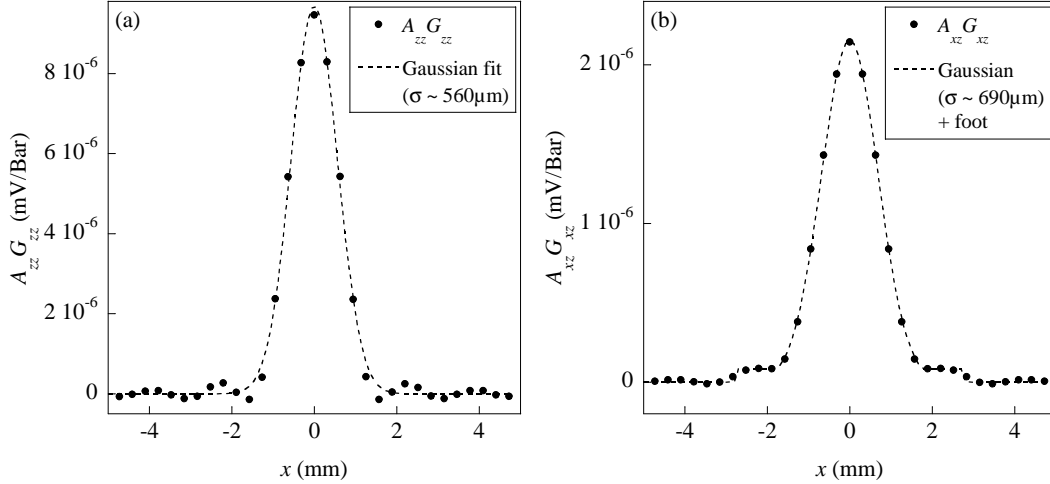 (a)
A_zz G_zz
Gaussian fit
(σ ~ 560µm)
8 10^-6
6 10^-6
4 10^-6
2 10^-6
0
A_zz G_zz (mV/Bar)
-4 -2 0 2 4
x (mm)
(b)
A_xz G_xz
Gaussian
(σ ~ 690µm)
+ foot
2 10^-6
1 10^-6
0
A_xz G_xz (mV/Bar)
-4 -2 0 2 4
x (mm)